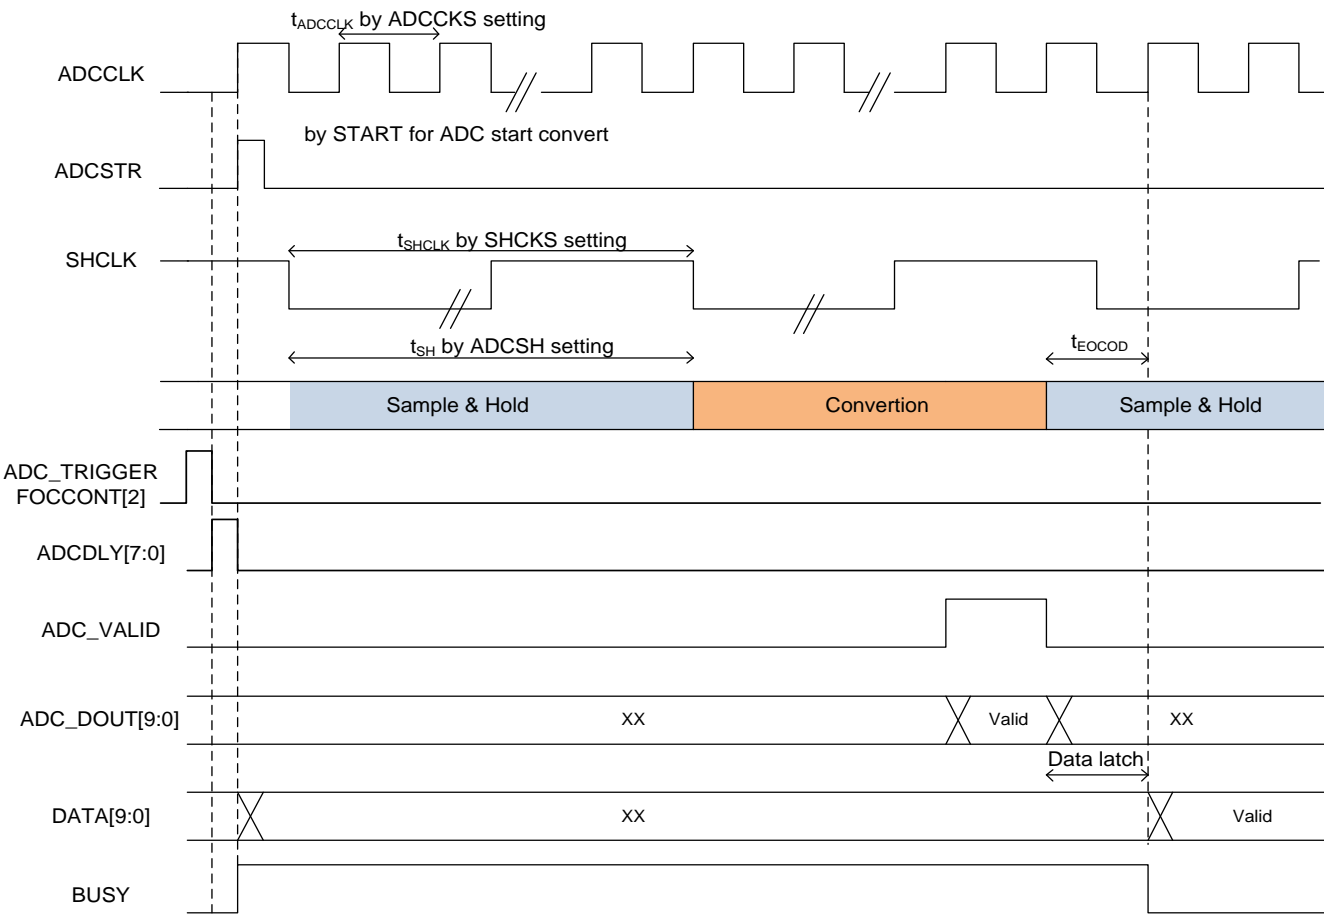 tADCCLK by ADCCKS setting
ADCCLK
by START for ADC start convert
ADCSTR
tSHCLK by SHCKS setting
SHCLK
tSH by ADCSH setting
tEOCOD
Sample & Hold
Convertion
Sample & Hold
ADC_TRIGGER
FOCCONT[2]
ADCDLY[7:0]
ADC_VALID
ADC_DOUT[9:0]
XX
Valid
XX
Data latch
DATA[9:0]
XX
Valid
BUSY